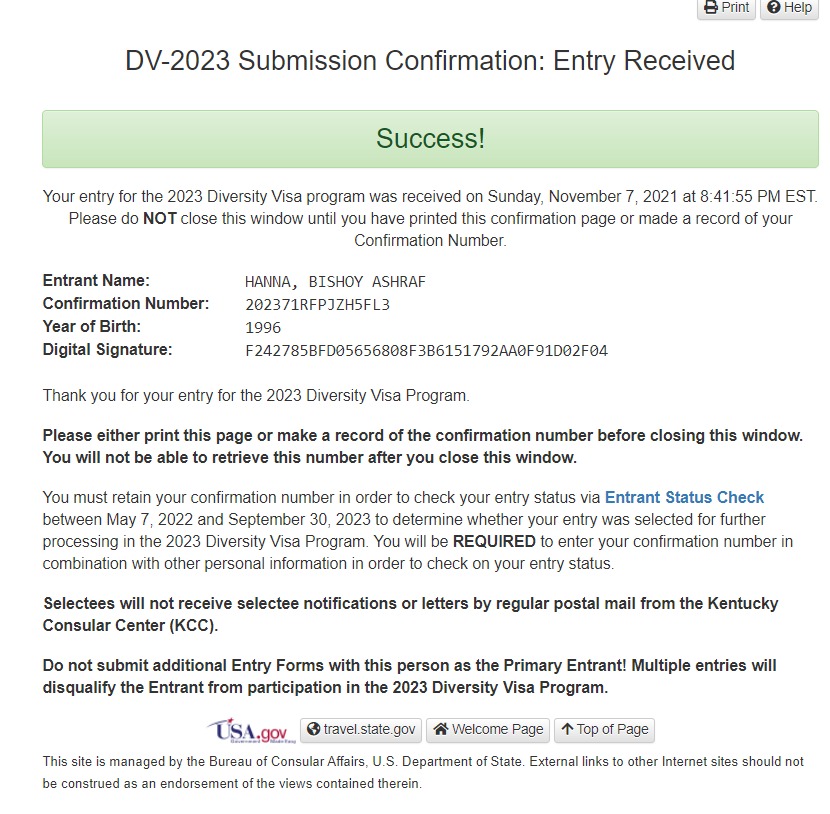 Print Help
DV-2023 Submission Confirmation: Entry Received
Success!
Your entry for the 2023 Diversity Visa program was received on Sunday, November 7, 2021 at 8:41:55 PM EST.
Please do NOT close this window until you have printed this confirmation page or made a record of your
Confirmation Number.
Entrant Name: HANNA, BISHOY ASHRAF
Confirmation Number: 202371RFPJZH5FL3
Year of Birth: 1996
Digital Signature: F242785BFD05656808F3B6151792AA0F91D02F04
Thank you for your entry for the 2023 Diversity Visa Program.
Please either print this page or make a record of the confirmation number before closing this window.
You will not be able to retrieve this number after you close this window.
You must retain your confirmation number in order to check your entry status via Entrant Status Check
between May 7, 2022 and September 30, 2023 to determine whether your entry was selected for further
processing in the 2023 Diversity Visa Program. You will be REQUIRED to enter your confirmation number in
combination with other personal information in order to check on your entry status.
Selectees will not receive selectee notifications or letters by regular postal mail from the Kentucky
Consular Center (KCC).
Do not submit additional Entry Forms with this person as the Primary Entrant! Multiple entries will
disqualify the Entrant from participation in the 2023 Diversity Visa Program.
USA.gov travel.state.gov Welcome Page Top of Page
This site is managed by the Bureau of Consular Affairs, U.S. Department of State. External links to other Internet sites should not
be construed as an endorsement of the views contained therein.